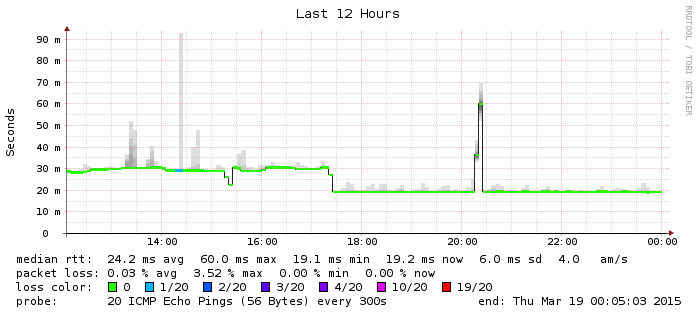 Last 12 Hours
RRDTOOL / TOBI OETIKER
Seconds
90 m
80 m
70 m
60 m
50 m
40 m
30 m
20 m
10 m
0
14:00 16:00 18:00 20:00 22:00 00:00
median rtt: 24.2 ms avg 60.0 ms max 19.1 ms min 19.2 ms now 6.0 ms sd 4.0 am/s
packet loss: 0.03 % avg 3.52 % max 0.00 % min 0.00 % now
loss color: 0 1/20 2/20 3/20 4/20 10/20 19/20
probe: 20 ICMP Echo Pings (56 Bytes) every 300s end: Thu Mar 19 00:05:03 2015